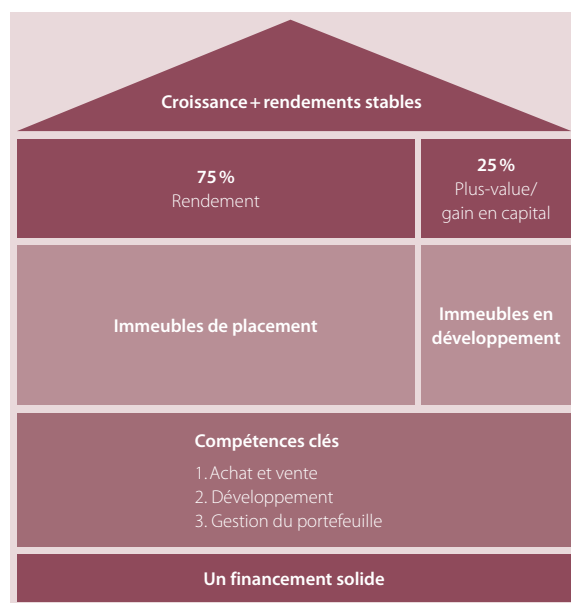 Croissance + rendements stables
75 %
Rendement
25 %
Plus-value/
gain en capital
Immeubles de placement
Immeubles en
développement
Compétences clés
1. Achat et vente
2. Développement
3. Gestion du portefeuille
Un financement solide